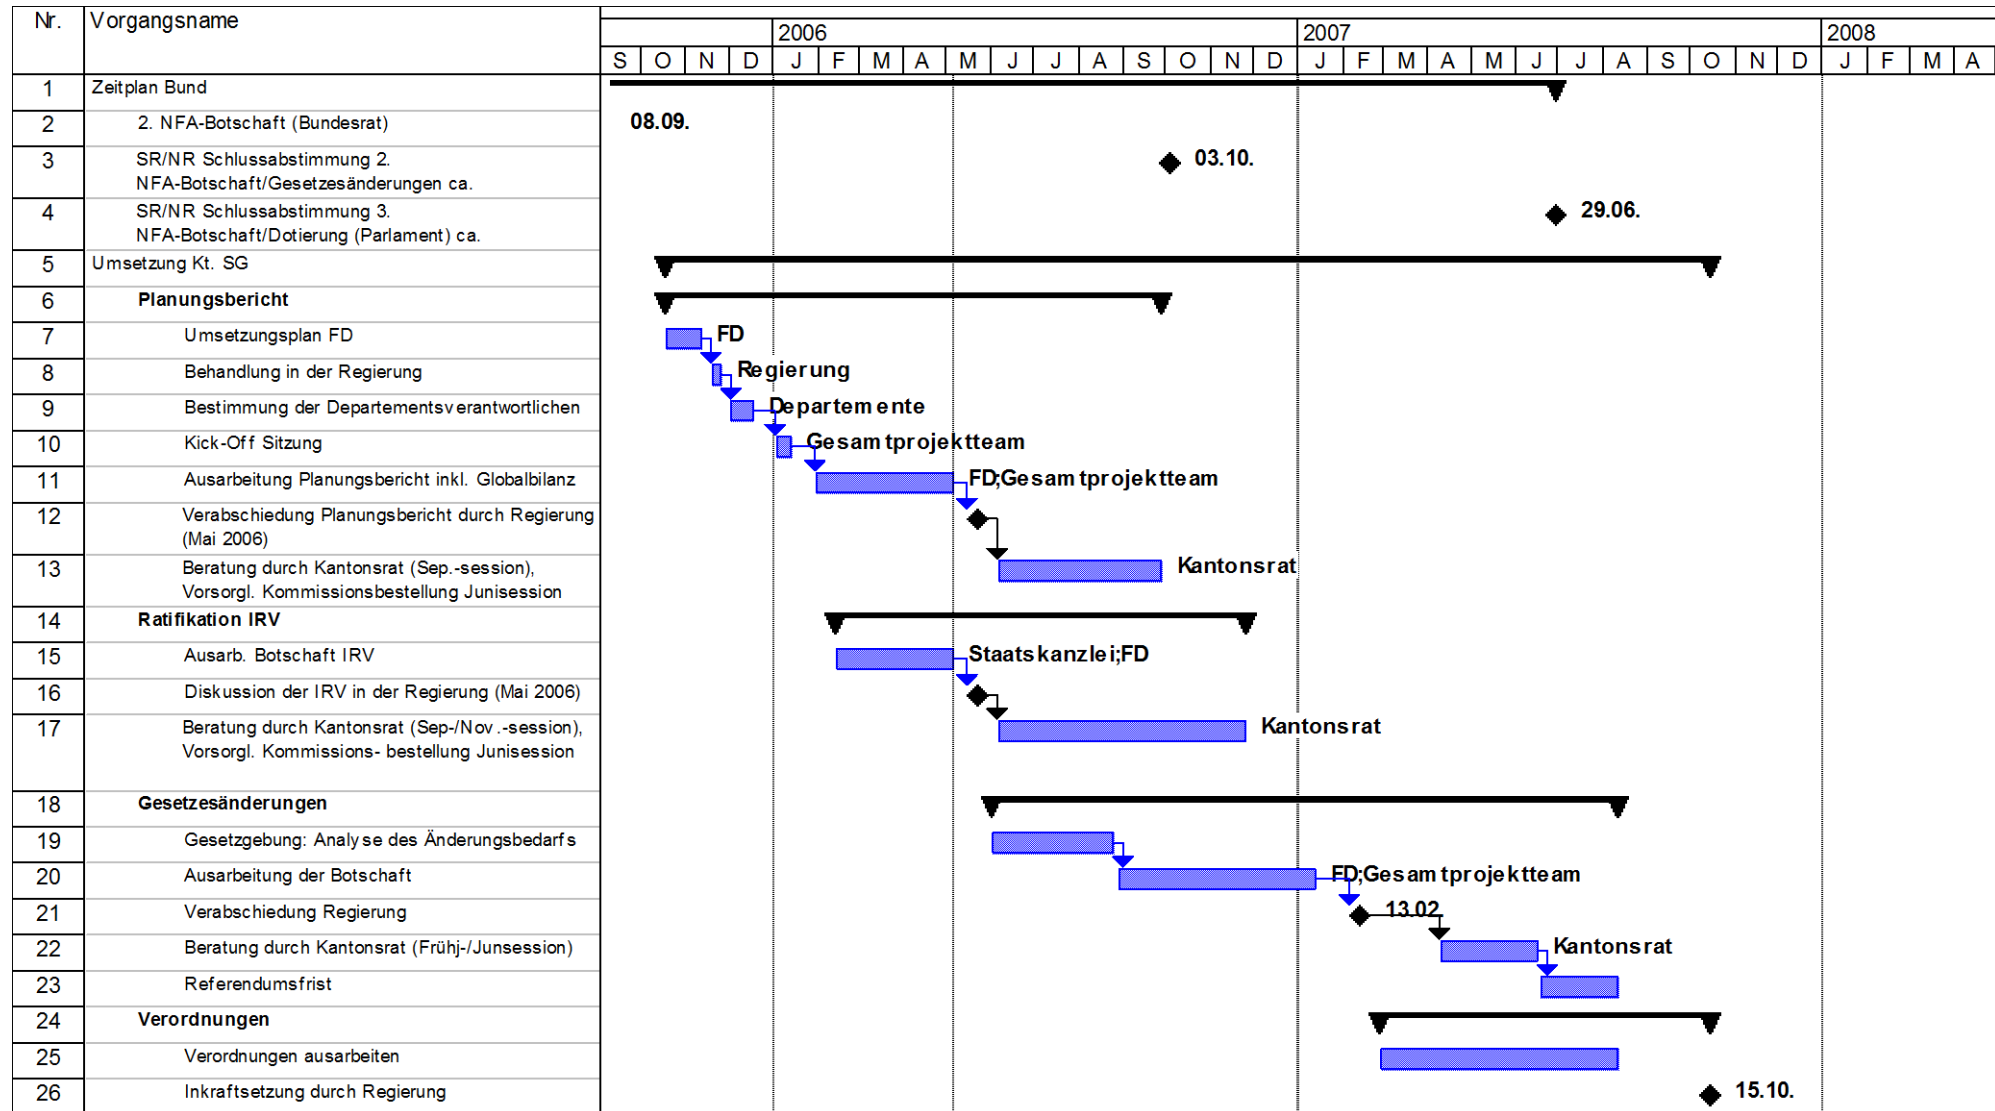 Nr. Vorgangsname
2006 2007 2008
S O N D J F M A M J J A S O N D J F M A M J J A S O N D J F M A
1 Zeitplan Bund
2 2. NFA-Botschaft (Bundesrat) 08.09.
3 SR/NR Schlussabstimmung 2. 03.10.
NFA-Botschaft/Gesetzesänderungen ca.
4 SR/NR Schlussabstimmung 3. 29.06.
NFA-Botschaft/Dotierung (Parlament) ca.
5 Umsetzung Kt. SG
6 Planungsbericht
7 Umsetzungsplan FD FD
8 Behandlung in der Regierung Regierung
9 Bestimmung der Departementsverantwortlichen Departemente
10 Kick-Off Sitzung Gesamtprojektteam
11 Ausarbeitung Planungsbericht inkl. Globalbilanz FD;Gesamtprojektteam
12 Verabschiedung Planungsbericht durch Regierung
(Mai 2006)
13 Beratung durch Kantonsrat (Sep.-session), Kantonsrat
Vorsorgl. Kommissionsbestellung Junisession
14 Ratifikation IRV
15 Ausarb. Botschaft IRV Staatskanzlei;FD
16 Diskussion der IRV in der Regierung (Mai 2006)
17 Beratung durch Kantonsrat (Sep-/Nov.-session), Kantonsrat
Vorsorgl. Kommissions- bestellung Junisession
18 Gesetzesänderungen
19 Gesetzgebung: Analyse des Änderungsbedarfs
20 Ausarbeitung der Botschaft FD;Gesamtprojektteam
21 Verabschiedung Regierung 13.02.
22 Beratung durch Kantonsrat (Frühj-/Junsession) Kantonsrat
23 Referendumsfrist
24 Verordnungen
25 Verordnungen ausarbeiten
26 Inkraftsetzung durch Regierung 15.10.